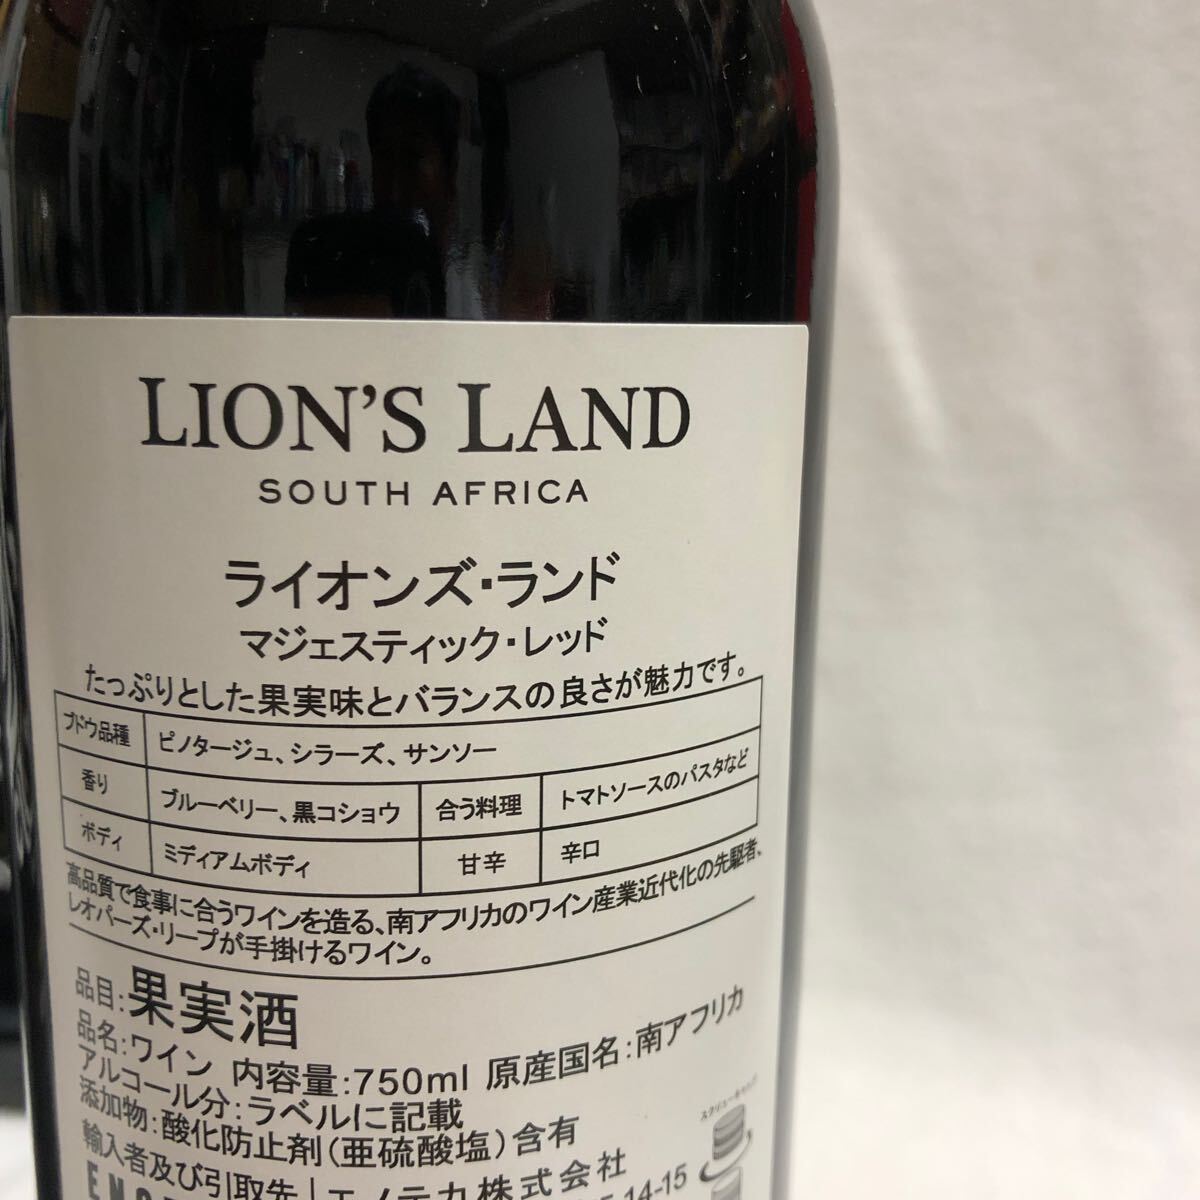 LION'S LAND
SOUTH AFRICA
ライオンズ・ランド
マジェスティック・レッド
たっぷりとした果実味とバランスの良さが魅力です。
ブドウ品種 ピノタージュ、シラーズ、サンソー
香り ブルーベリー、黒コショウ 合う料理 トマトソースのパスタなど
ボディ ミディアムボディ 甘辛 辛口
高品質で食事に合うワインを造る、南アフリカのワイン産業近代化の先駆者、
レオパーズ・リープが手掛けるワイン。
品目:果実酒
品名:ワイン 内容量:750ml 原産国名:南アフリカ
アルコール分:ラベルに記載
添加物:酸化防止剤(亜硫酸塩)含有
スクリューキャップ
輸入者及び引取先 エノテカ株式会社
14-15